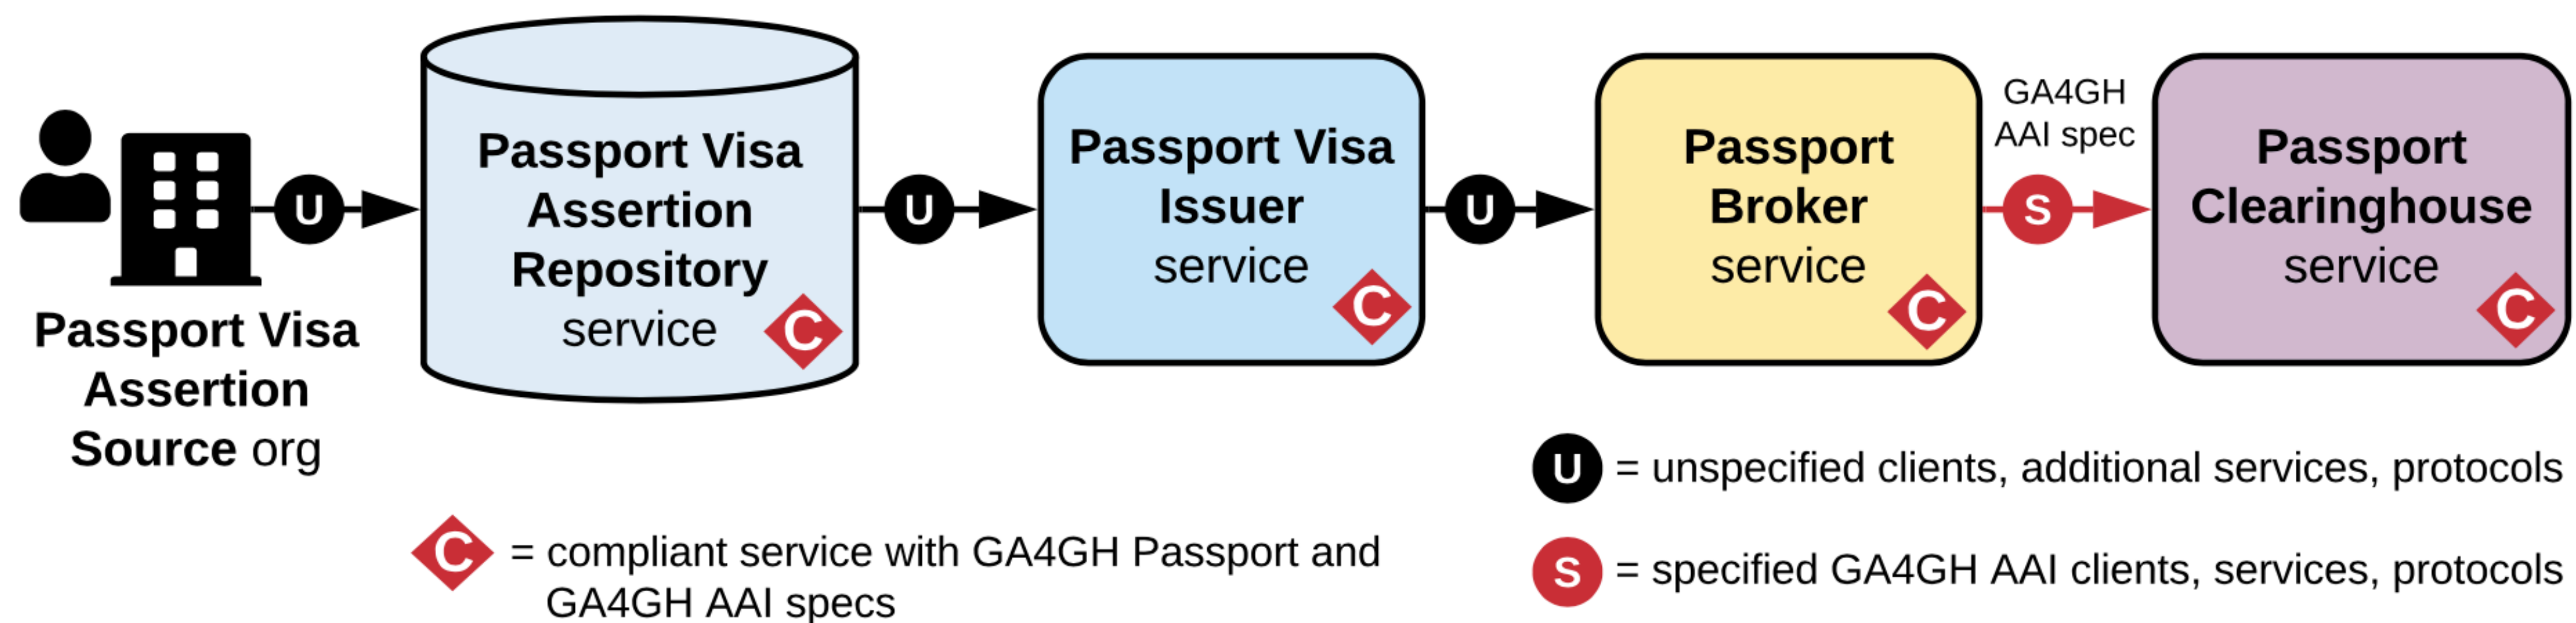 Passport Visa
Assertion
Source org
U
Passport Visa
Assertion
Repository
service
C
U
Passport Visa
Issuer
service
C
U
Passport
Broker
service
C
GA4GH
AAI spec
S
Passport
Clearinghouse
service
C
U = unspecified clients, additional services, protocols
S = specified GA4GH AAI clients, services, protocols
C = compliant service with GA4GH Passport and
GA4GH AAI specs